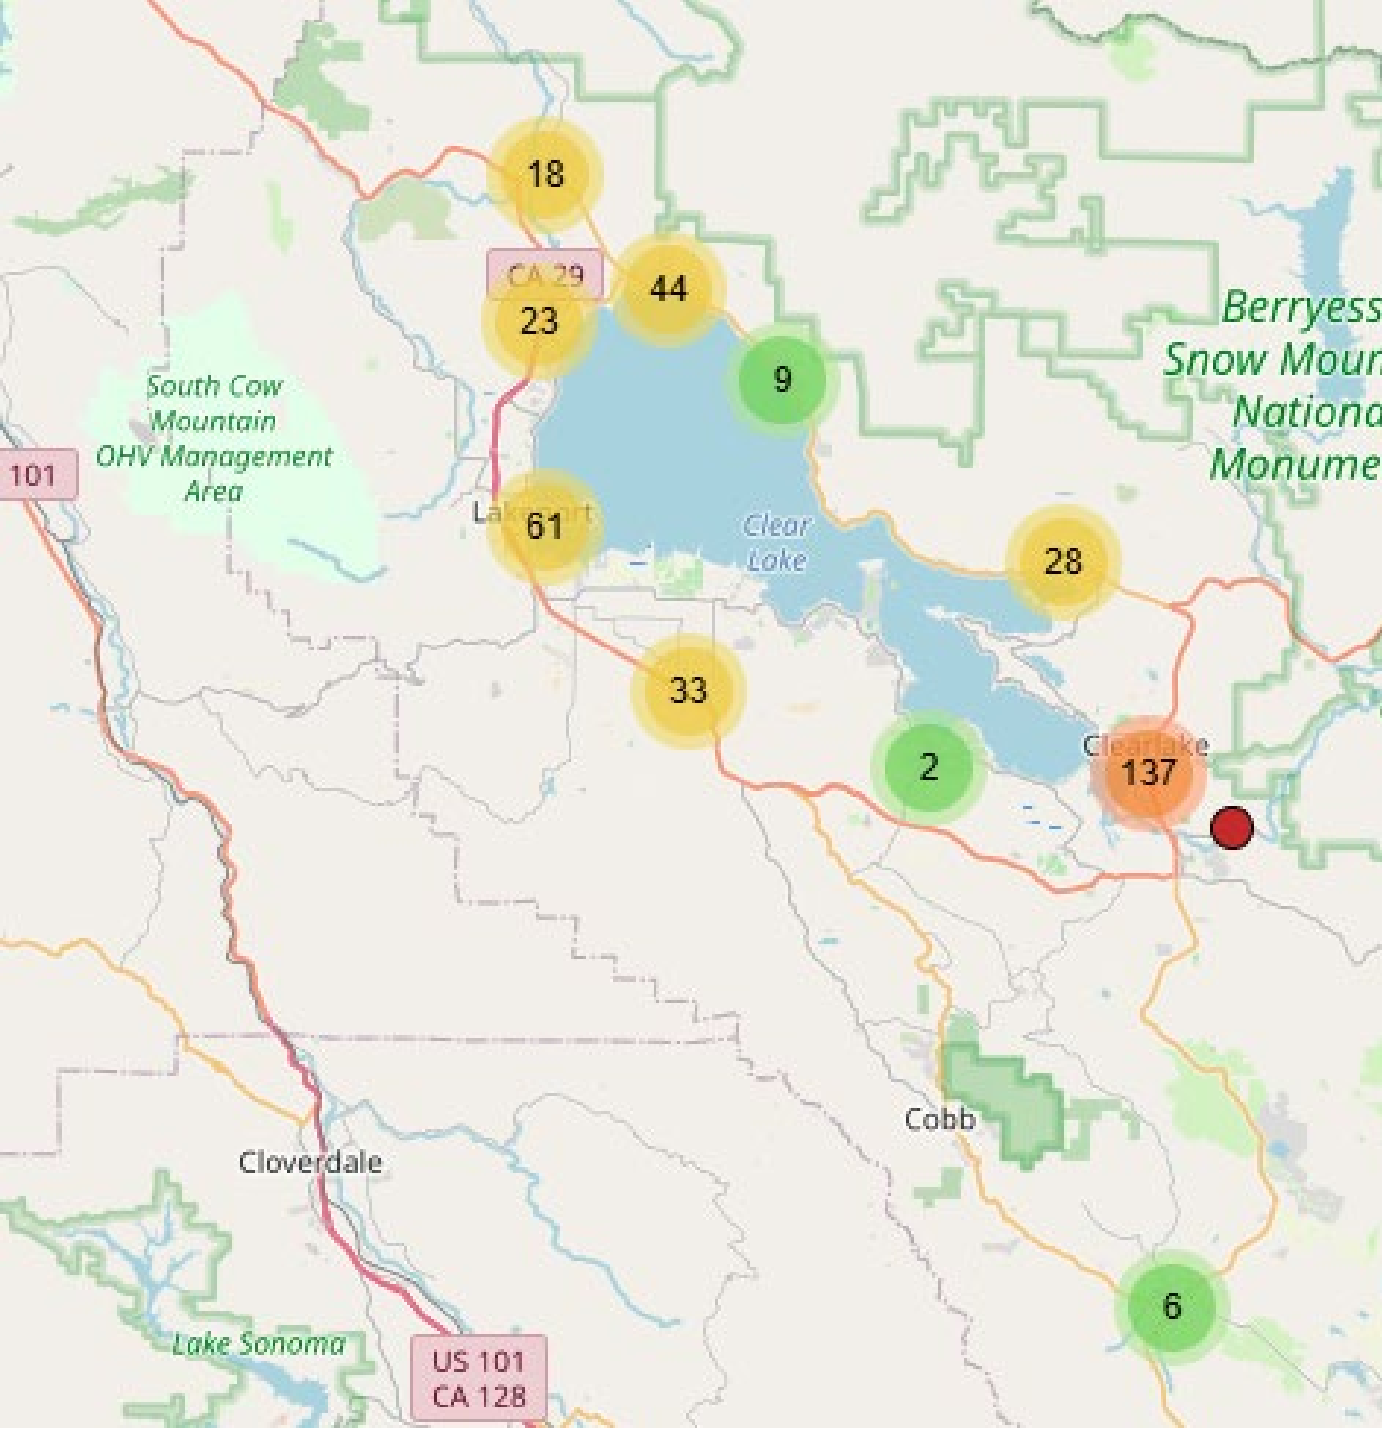 18
CA 29
44
23
9
Berryess
Snow Moun
Nationa
Monume
South Cow
Mountain
OHV Management
Area
101
Lakeport
61
Clear
Lake
28
33
2
Clearlake
137
Cobb
Cloverdale
6
Lake Sonoma
US 101
CA 128